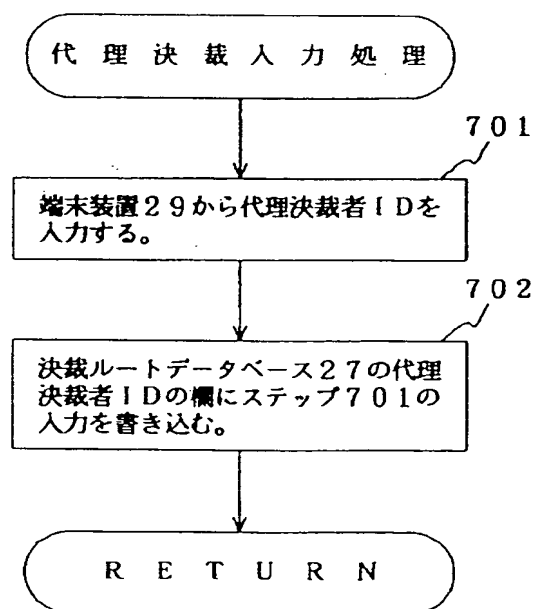 代理決裁入力処理
701
端末装置29から代理決裁者IDを
入力する。
702
決裁ルートデータベース27の代理
決裁者IDの欄にステップ701の
入力を書き込む。
RETURN